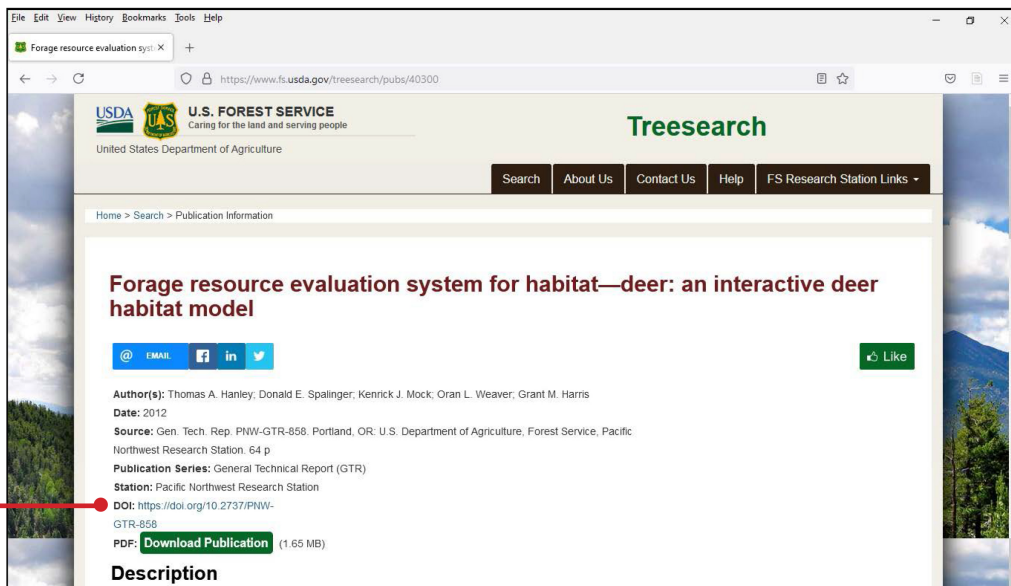 File Edit View History Bookmarks Tools Help
Forage resource evaluation syst
https://www.fs.usda.gov/treesearch/pubs/40300
USDA
UAS
U.S. FOREST SERVICE
Caring for the land and serving people
United States Department of Agriculture
Treesearch
Search About Us Contact Us Help FS Research Station Links
Home > Search > Publication Information
Forage resource evaluation system for habitat—deer: an interactive deer
habitat model
@ EMAIL f in
Like
Author(s): Thomas A. Hanley; Donald E. Spalinger; Kenrick J. Mock; Oran L. Weaver; Grant M. Harris
Date: 2012
Source: Gen. Tech. Rep. PNW-GTR-858. Portland, OR: U.S. Department of Agriculture, Forest Service, Pacific
Northwest Research Station. 64 p
Publication Series: General Technical Report (GTR)
Station: Pacific Northwest Research Station
DOI: https://doi.org/10.2737/PNW-
GTR-858
PDF: Download Publication (1.65 MB)
Description